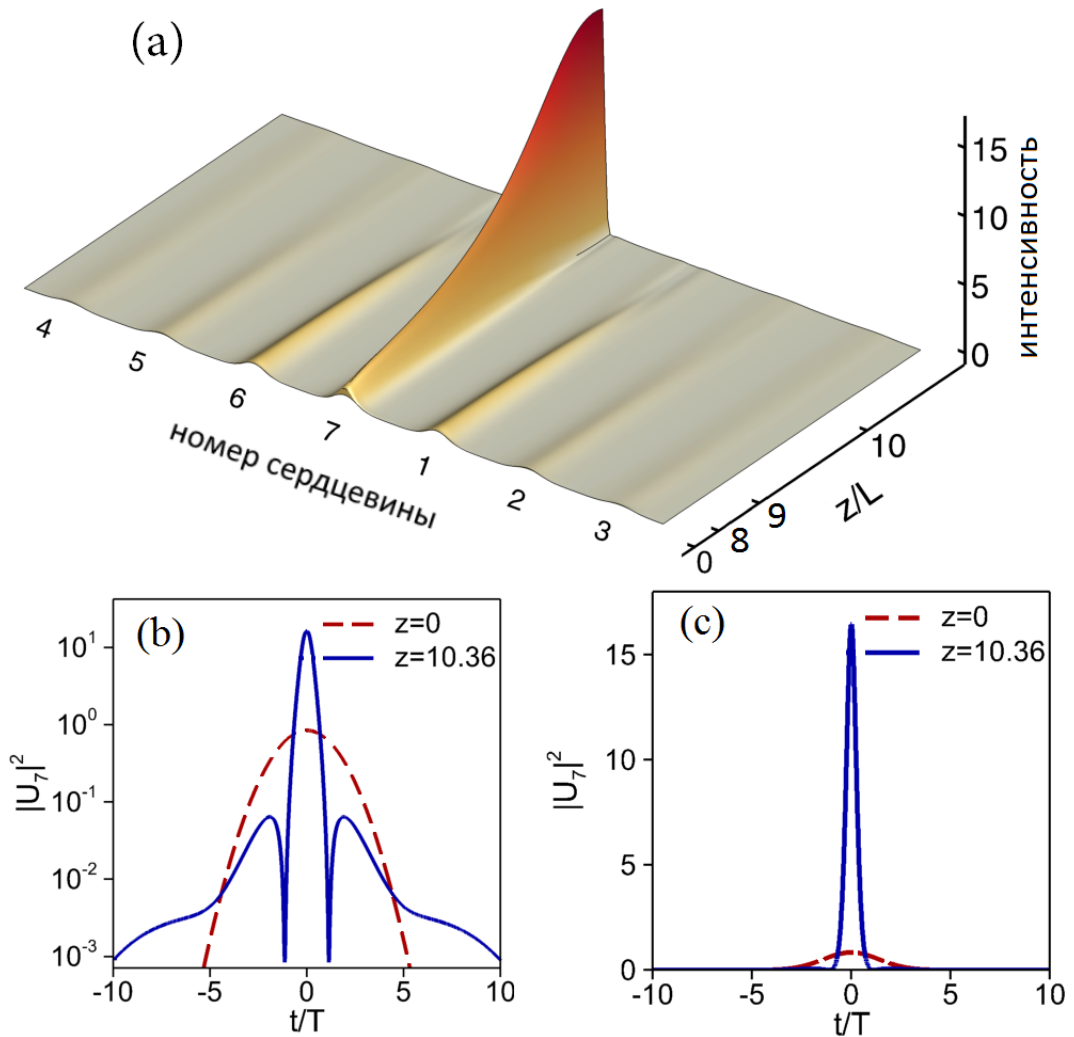 (a)
15
10
5
0
интенсивность
4
5
6
7
1
2
3
номер сердцевины
0
8
9
10
z/L
(b)
z=0
z=10.36
10¹
10⁰
10⁻¹
10⁻²
10⁻³
|U₇|²
-10
-5
0
5
10
t/T
(c)
z=0
z=10.36
15
10
5
0
|U₇|²
-10
-5
0
5
10
t/T